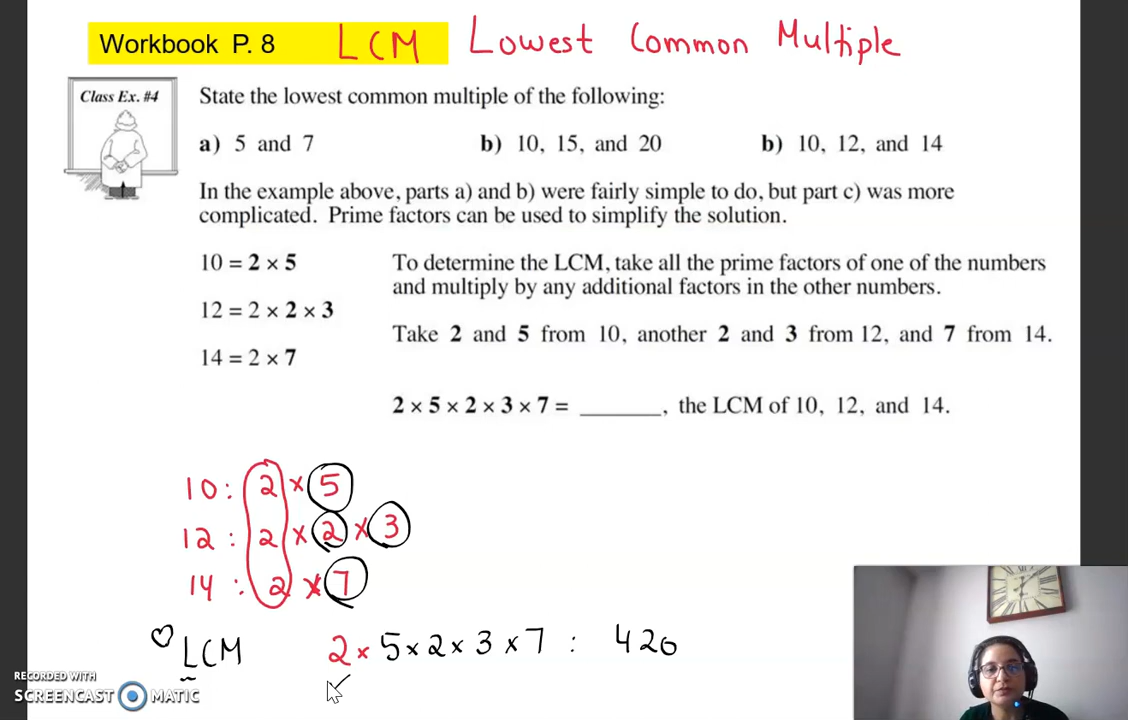 Workbook P. 8 LCM Lowest Common Multiple
Class Ex. #4
State the lowest common multiple of the following:
a) 5 and 7 b) 10, 15, and 20 b) 10, 12, and 14
In the example above, parts a) and b) were fairly simple to do, but part c) was more
complicated. Prime factors can be used to simplify the solution.
10 = 2 × 5
12 = 2 × 2 × 3
14 = 2 × 7
To determine the LCM, take all the prime factors of one of the numbers
and multiply by any additional factors in the other numbers.
Take 2 and 5 from 10, another 2 and 3 from 12, and 7 from 14.
2 × 5 × 2 × 3 × 7 = ________, the LCM of 10, 12, and 14.
10 : 2 × 5
12 : 2 × 2 × 3
14 : 2 × 7
LCM 2 × 5 × 2 × 3 × 7 : 420
RECORDED WITH
SCREENCAST MATIC